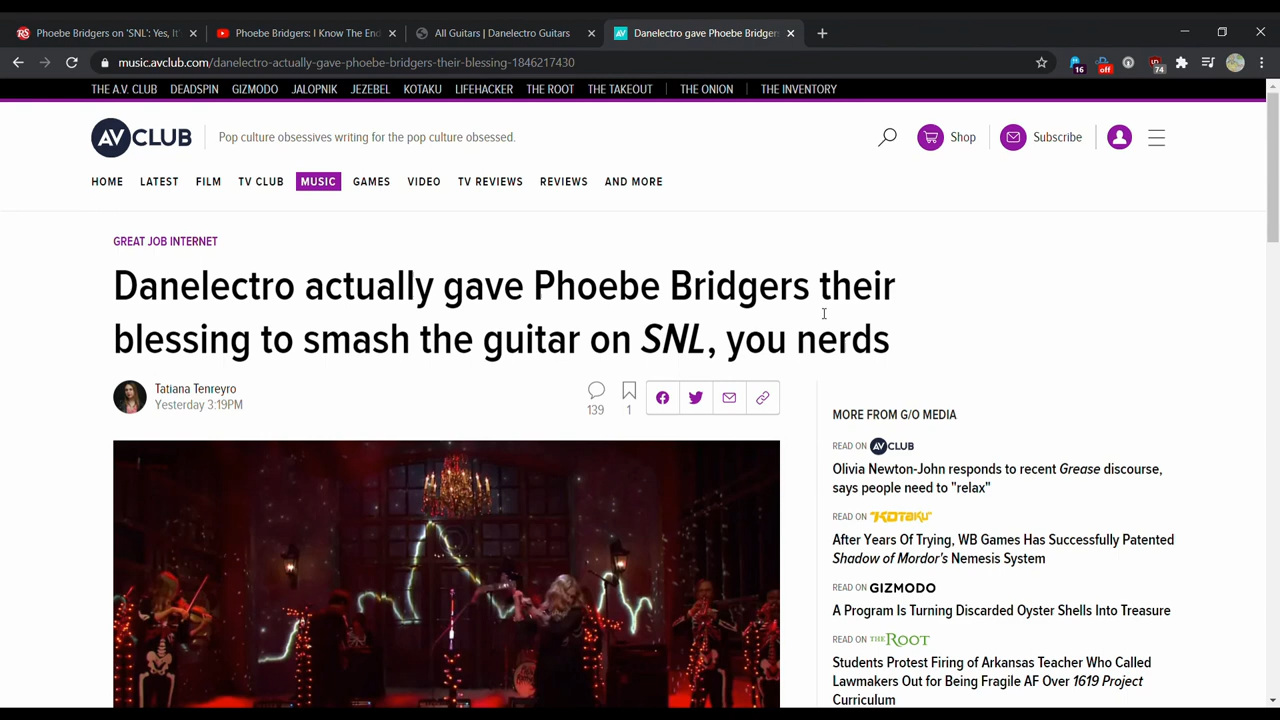 Phoebe Bridgers on 'SNL': Yes, It'
Phoebe Bridgers: I Know The End
All Guitars | Danelectro Guitars
Danelectro gave Phoebe Bridgers
music.avclub.com/danelectro-actually-gave-phoebe-bridgers-their-blessing-1846217430
16
off
74
THE A.V. CLUB DEADSPIN GIZMODO JALOPNIK JEZEBEL KOTAKU LIFEHACKER THE ROOT THE TAKEOUT THE ONION THE INVENTORY
AV CLUB
Pop culture obsessives writing for the pop culture obsessed.
Shop
Subscribe
HOME LATEST FILM TV CLUB MUSIC GAMES VIDEO TV REVIEWS REVIEWS AND MORE
GREAT JOB INTERNET
Danelectro actually gave Phoebe Bridgers their
blessing to smash the guitar on SNL, you nerds
Tatiana Tenreyro
Yesterday 3:19PM
139
1
MORE FROM G/O MEDIA
READ ON AV CLUB
Olivia Newton-John responds to recent Grease discourse,
says people need to "relax"
READ ON KOTAKU
After Years Of Trying, WB Games Has Successfully Patented
Shadow of Mordor's Nemesis System
READ ON GIZMODO
A Program Is Turning Discarded Oyster Shells Into Treasure
READ ON THE ROOT
Students Protest Firing of Arkansas Teacher Who Called
Lawmakers Out for Being Fragile AF Over 1619 Project
Curriculum